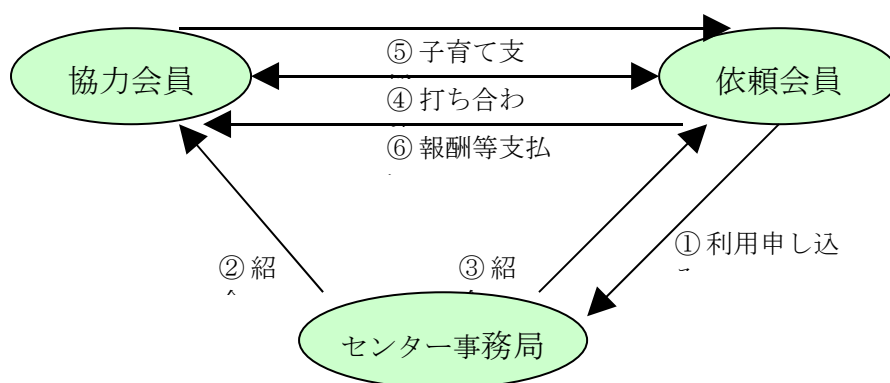 ⑤子育て支
協力会員
依頼会員
④打ち合わ
⑥報酬等支払
①利用申し込
②紹
③紹
センター事務局